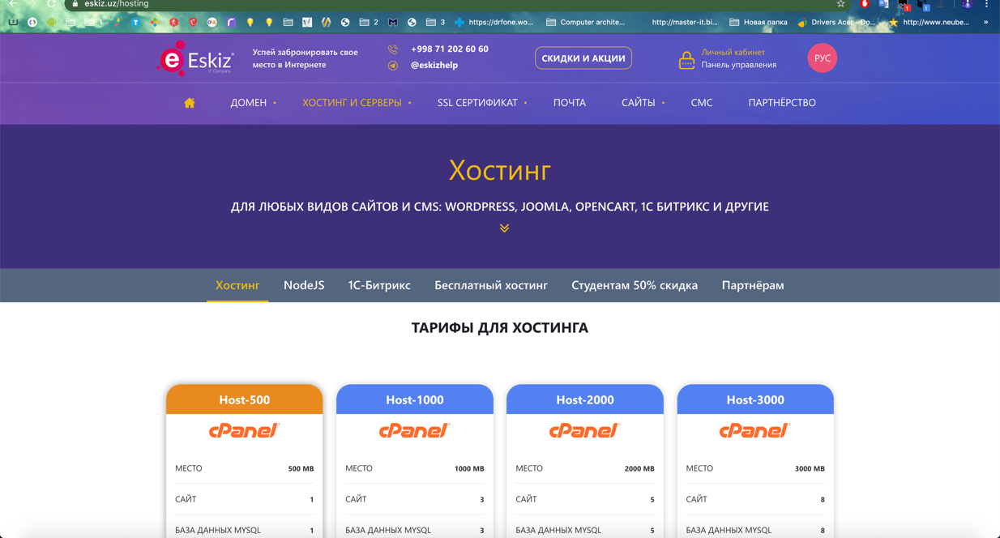 eskiz.uz/hosting
1 2 3 https://drfone.wo... Computer archite... http://master-it.bi... Новая папка Drivers Acer – Do... http://www.neube... »
Eskiz
IT Company
Успей забронировать свое
место в Интернете
+998 71 202 60 60
@eskizhelp
СКИДКИ И АКЦИИ
Личный кабинет
Панель управления
РУС
ДОМЕН ХОСТИНГ И СЕРВЕРЫ SSL СЕРТИФИКАТ ПОЧТА САЙТЫ СМС ПАРТНЁРСТВО
Хостинг
ДЛЯ ЛЮБЫХ ВИДОВ САЙТОВ И CMS: WORDPRESS, JOOMLA, OPENCART, 1С БИТРИКС И ДРУГИЕ
Хостинг NodeJS 1С-Битрикс Бесплатный хостинг Студентам 50% скидка Партнёрам
ТАРИФЫ ДЛЯ ХОСТИНГА
Host-500 Host-1000 Host-2000 Host-3000
cPanel cPanel cPanel cPanel
МЕСТО 500 MB МЕСТО 1000 MB МЕСТО 2000 MB МЕСТО 3000 MB
САЙТ 1 САЙТ 3 САЙТ 5 САЙТ 8
БАЗА ДАННЫХ MYSQL 1 БАЗА ДАННЫХ MYSQL 3 БАЗА ДАННЫХ MYSQL 5 БАЗА ДАННЫХ MYSQL 8